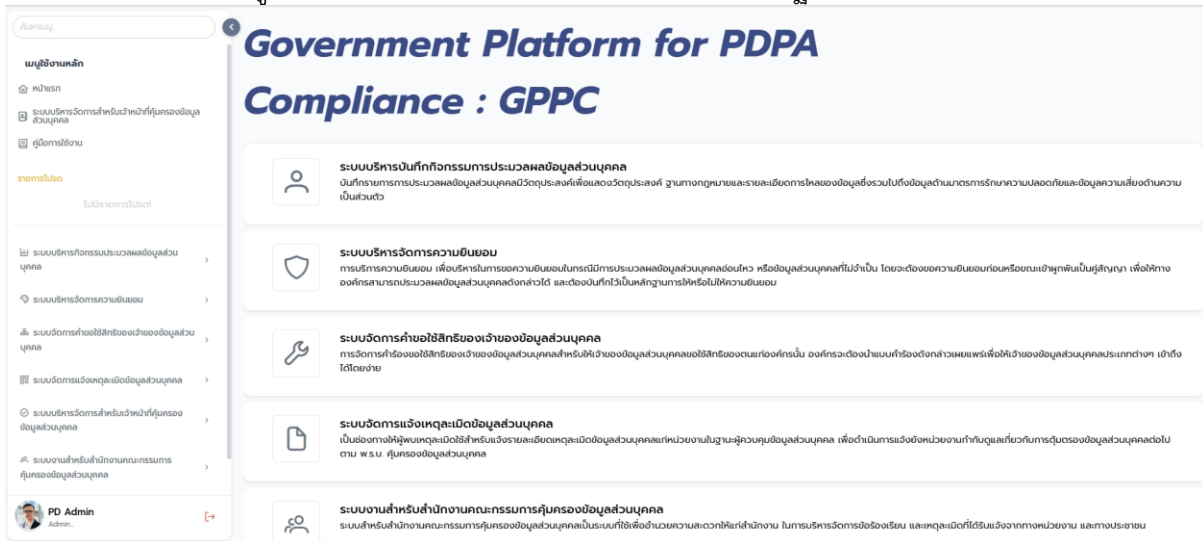 ค้นหาเมนู..
เมนูใช้งานหลัก
หน้าแรก
ระบบบริหารจัดการสำหรับเจ้าหน้าที่คุ้มครองข้อมูล
ส่วนบุคคล
คู่มือการใช้งาน
รายการโปรด
ไม่มีรายการโปรด!
ระบบบริหารกิจกรรมประมวลผลข้อมูลส่วน
บุคคล
ระบบบริหารจัดการความยินยอม
ระบบจัดการคำขอใช้สิทธิของเจ้าของข้อมูลส่วน
บุคคล
ระบบจัดการแจ้งเหตุละเมิดข้อมูลส่วนบุคคล
ระบบบริหารจัดการสำหรับเจ้าหน้าที่คุ้มครอง
ข้อมูลส่วนบุคคล
ระบบงานสำหรับสำนักงานคณะกรรมการ
คุ้มครองข้อมูลส่วนบุคคล
PD Admin
Admin..
Government Platform for PDPA
Compliance : GPPC
ระบบบริหารบันทึกกิจกรรมการประมวลผลข้อมูลส่วนบุคคล
บันทึกรายการการประมวลผลข้อมูลส่วนบุคคลมีวัตถุประสงค์เพื่อแสดงวัตถุประสงค์ ฐานทางกฎหมายและรายละเอียดการไหลของข้อมูลซึ่งรวมไปถึงข้อมูลด้านมาตรการรักษาความปลอดภัยและข้อมูลความเสี่ยงด้านความ
เป็นส่วนตัว
ระบบบริหารจัดการความยินยอม
การบริการความยินยอม เพื่อบริหารในการขอความยินยอมในกรณีมีการประมวลผลข้อมูลส่วนบุคคลอ่อนไหว หรือข้อมูลส่วนบุคคลที่ไม่จำเป็น โดยจะต้องขอความยินยอมก่อนหรือขณะเข้าผูกพันเป็นคู่สัญญา เพื่อให้ทาง
องค์กรสามารถประมวลผลข้อมูลส่วนบุคคลดังกล่าวได้ และต้องบันทึกไว้เป็นหลักฐานการให้หรือไม่ให้ความยินยอม
ระบบจัดการคำขอใช้สิทธิของเจ้าของข้อมูลส่วนบุคคล
การจัดการคำร้องขอใช้สิทธิของเจ้าของข้อมูลส่วนบุคคลสำหรับให้เจ้าของข้อมูลส่วนบุคคลขอใช้สิทธิของตนแก่องค์กรนั้น องค์กรจะต้องนำแบบคำร้องดังกล่าวเผยแพร่เพื่อให้เจ้าของข้อมูลส่วนบุคคลประเภทต่างๆ เข้าถึง
ได้โดยง่าย
ระบบจัดการแจ้งเหตุละเมิดข้อมูลส่วนบุคคล
เป็นช่องทางให้ผู้พบเหตุละเมิดใช้สำหรับแจ้งรายละเอียดเหตุละเมิดข้อมูลส่วนบุคคลแก่หน่วยงานในฐานะผู้ควบคุมข้อมูลส่วนบุคคล เพื่อดำเนินการแจ้งยังหน่วยงานกำกับดูแลเกี่ยวกับการคุ้มครองข้อมูลส่วนบุคคลต่อไป
ตาม พ.ร.บ. คุ้มครองข้อมูลส่วนบุคคล
ระบบงานสำหรับสำนักงานคณะกรรมการคุ้มครองข้อมูลส่วนบุคคล
ระบบสำหรับสำนักงานคณะกรรมการคุ้มครองข้อมูลส่วนบุคคลเป็นระบบที่ใช้เพื่ออำนวยความสะดวกให้แก่สำนักงาน ในการบริหารจัดการข้อร้องเรียน และเหตุละเมิดที่ได้รับแจ้งจากทางหน่วยงาน และทางประชาชน